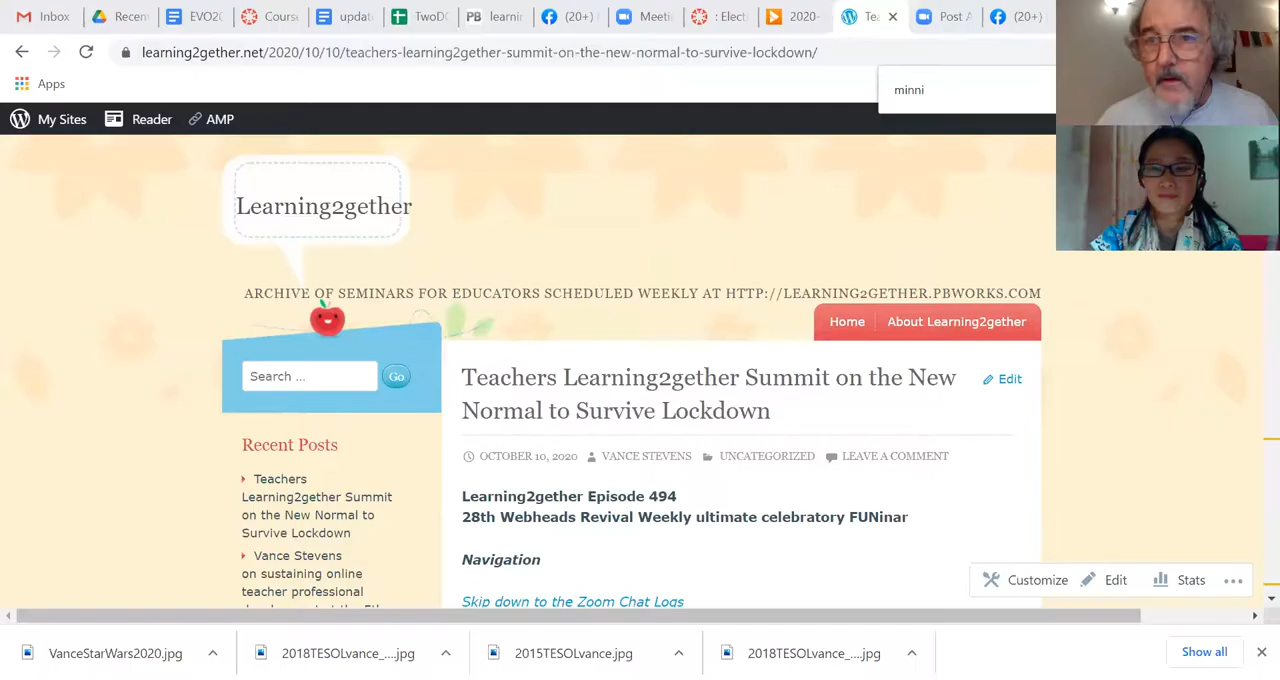 Inbox
Recen
EVO2
Cours
updat
TwoD
learnin
(20+)
Meeti
: Elect
2020-
Te
Post A
(20+)
learning2gether.net/2020/10/10/teachers-learning2gether-summit-on-the-new-normal-to-survive-lockdown/
Apps
minni
My Sites
Reader
AMP
Learning2gether
ARCHIVE OF SEMINARS FOR EDUCATORS SCHEDULED WEEKLY AT HTTP://LEARNING2GETHER.PBWORKS.COM
Home
About Learning2gether
Search ...
Go
Recent Posts
Teachers
Learning2gether Summit
on the New Normal to
Survive Lockdown
Vance Stevens
on sustaining online
teacher professional
Teachers Learning2gether Summit on the New
Normal to Survive Lockdown
Edit
OCTOBER 10, 2020
VANCE STEVENS
UNCATEGORIZED
LEAVE A COMMENT
Learning2gether Episode 494
28th Webheads Revival Weekly ultimate celebratory FUNinar
Navigation
Skip down to the Zoom Chat Logs
Customize
Edit
Stats
VanceStarWars2020.jpg
2018TESOLvance_....jpg
2015TESOLvance.jpg
2018TESOLvance_....jpg
Show all